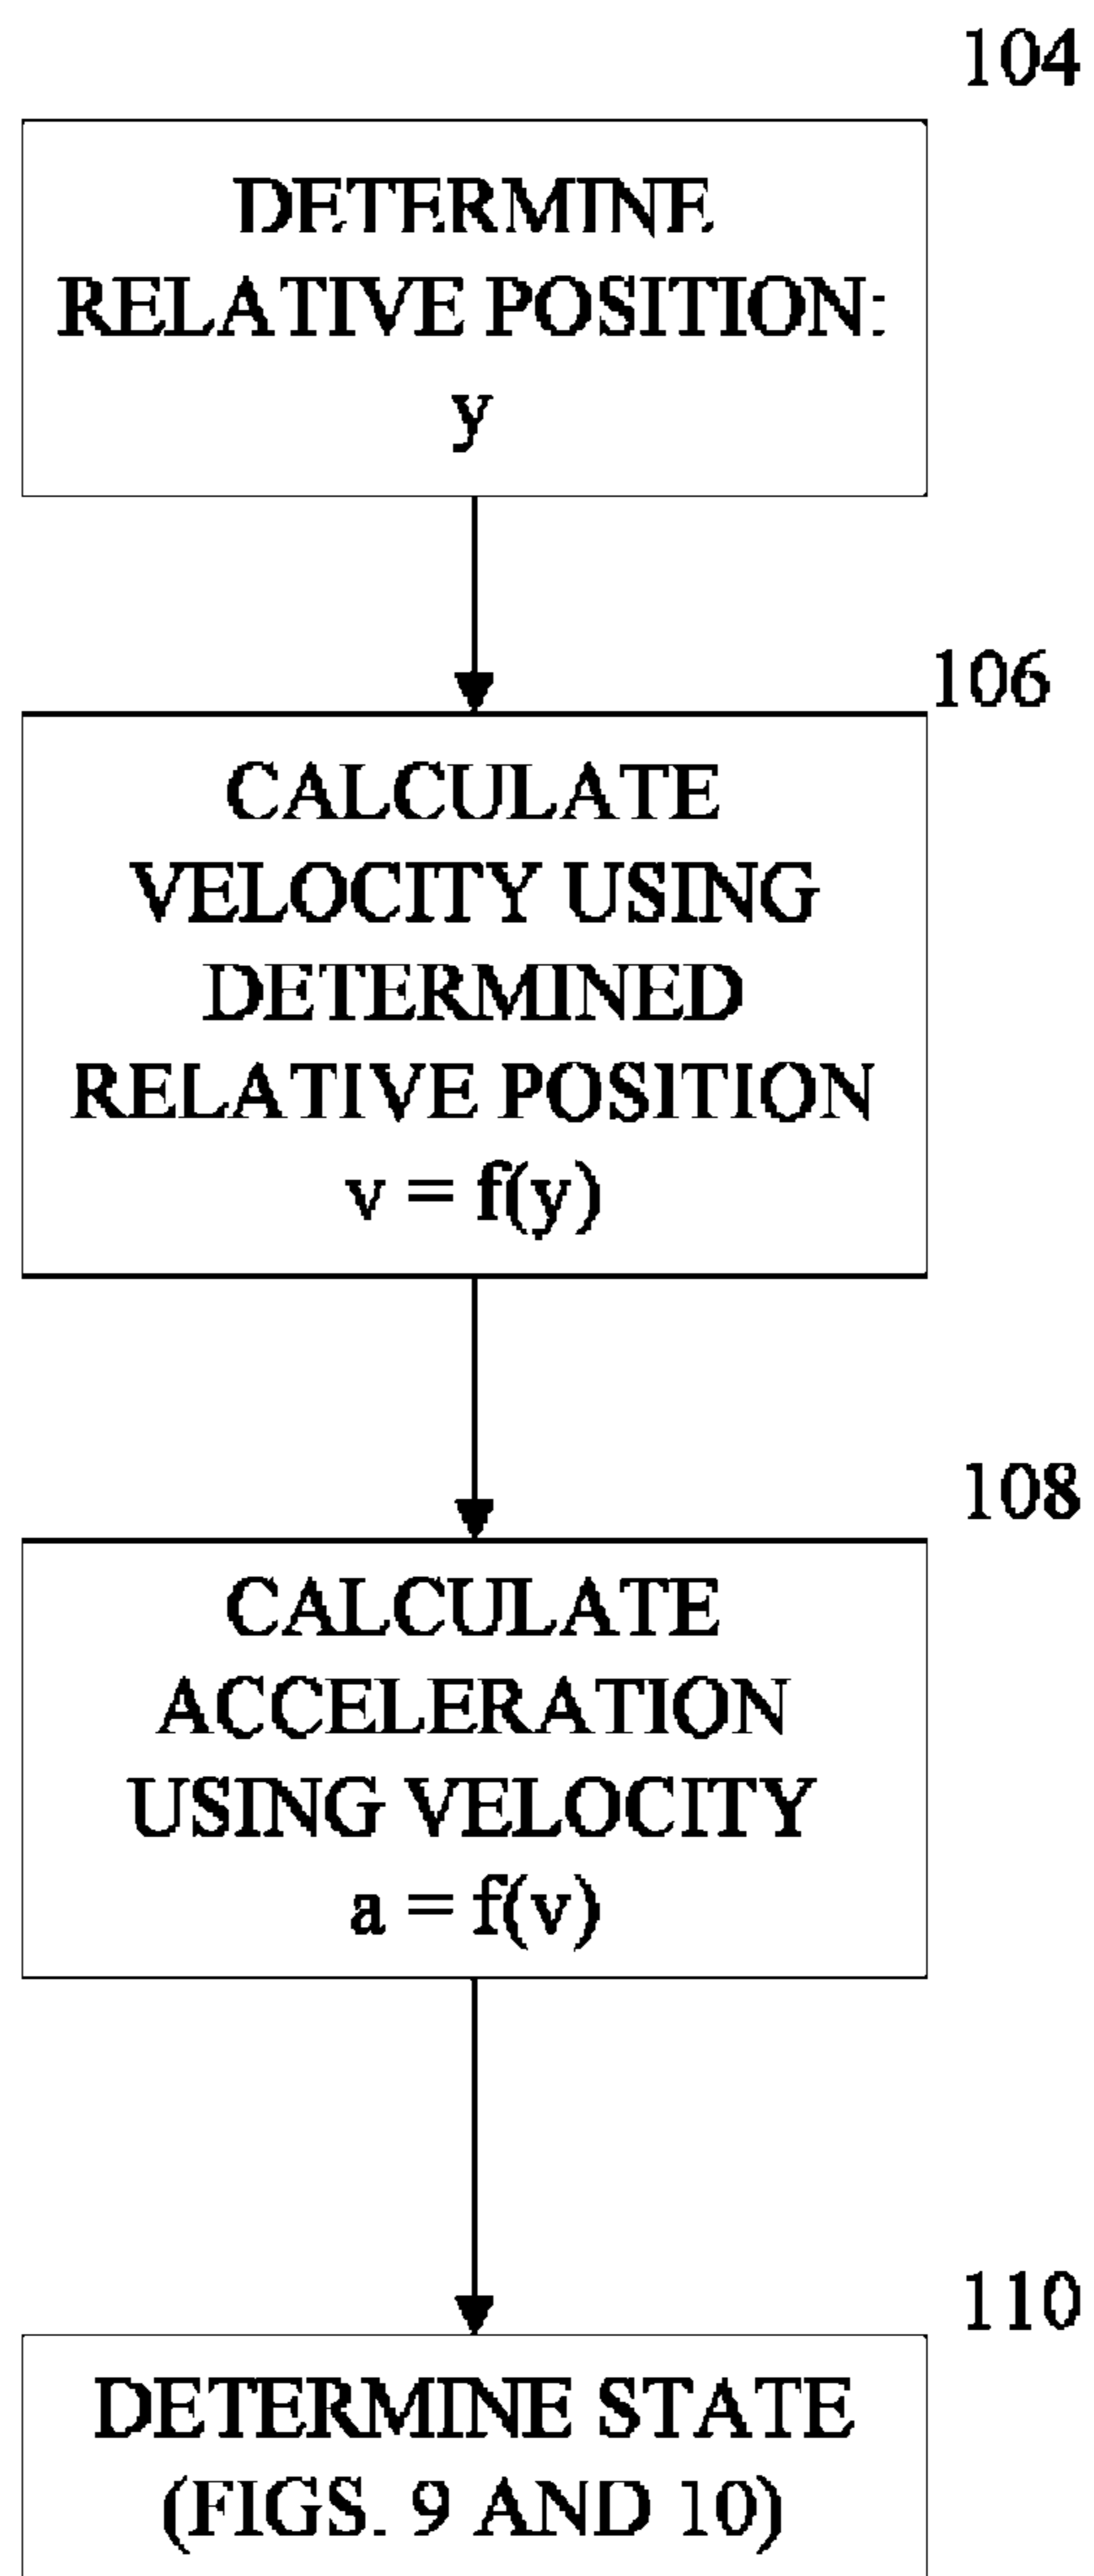 104
DETERMINE
RELATIVE POSITION:
y
106
CALCULATE
VELOCITY USING
DETERMINED
RELATIVE POSITION
v = f(y)
108
CALCULATE
ACCELERATION
USING VELOCITY
a = f(v)
110
DETERMINE STATE
(FIGS. 9 AND 10)